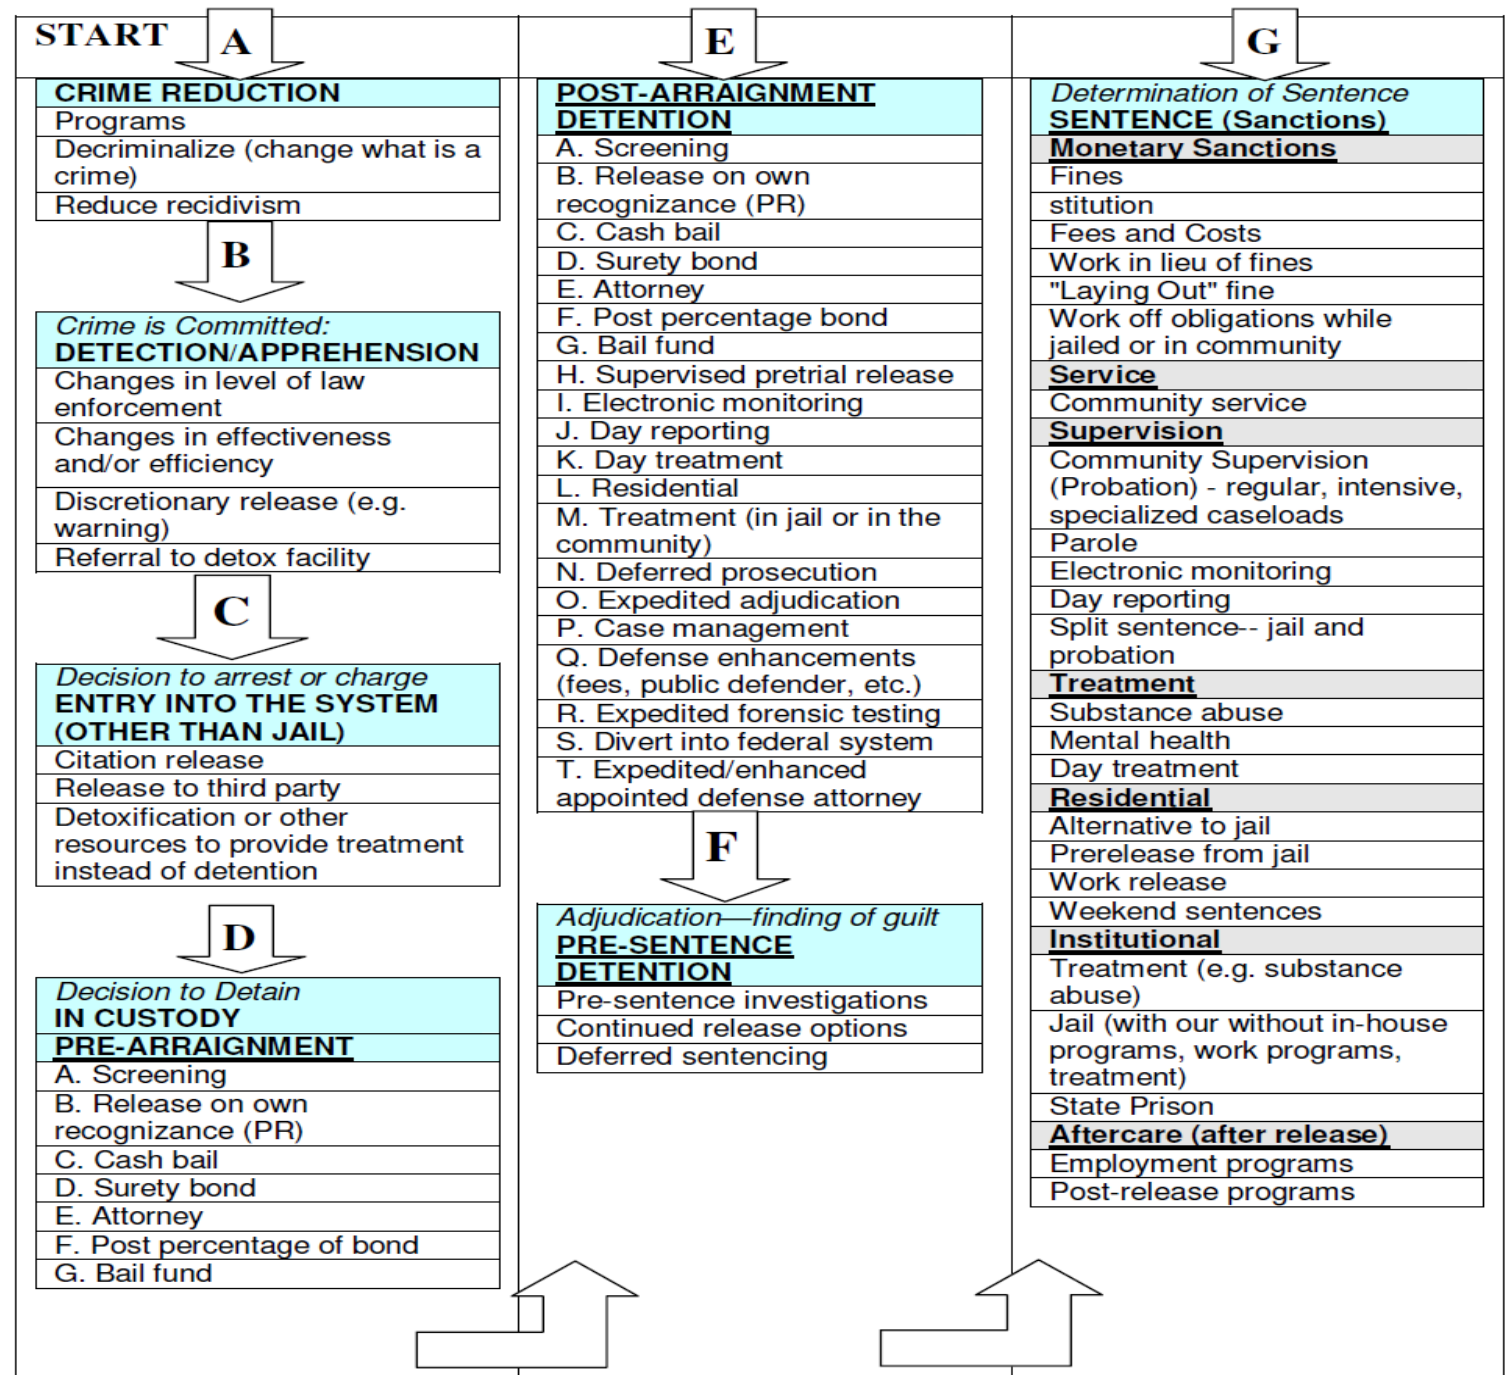 START
A
CRIME REDUCTION
Programs
Decriminalize (change what is a
crime)
Reduce recidivism
B
Crime is Committed:
DETECTION/APPREHENSION
Changes in level of law
enforcement
Changes in effectiveness
and/or efficiency
Discretionary release (e.g.
warning)
Referral to detox facility
C
Decision to arrest or charge
ENTRY INTO THE SYSTEM
(OTHER THAN JAIL)
Citation release
Release to third party
Detoxification or other
resources to provide treatment
instead of detention
D
Decision to Detain
IN CUSTODY
PRE-ARRAIGNMENT
A. Screening
B. Release on own
recognizance (PR)
C. Cash bail
D. Surety bond
E. Attorney
F. Post percentage of bond
G. Bail fund
E
POST-ARRAIGNMENT
DETENTION
A. Screening
B. Release on own
recognizance (PR)
C. Cash bail
D. Surety bond
E. Attorney
F. Post percentage bond
G. Bail fund
H. Supervised pretrial release
I. Electronic monitoring
J. Day reporting
K. Day treatment
L. Residential
M. Treatment (in jail or in the
community)
N. Deferred prosecution
O. Expedited adjudication
P. Case management
Q. Defense enhancements
(fees, public defender, etc.)
R. Expedited forensic testing
S. Divert into federal system
T. Expedited/enhanced
appointed defense attorney
F
Adjudication—finding of guilt
PRE-SENTENCE
DETENTION
Pre-sentence investigations
Continued release options
Deferred sentencing
G
Determination of Sentence
SENTENCE (Sanctions)
Monetary Sanctions
Fines
stitution
Fees and Costs
Work in lieu of fines
"Laying Out" fine
Work off obligations while
jailed or in community
Service
Community service
Supervision
Community Supervision
(Probation) - regular, intensive,
specialized caseloads
Parole
Electronic monitoring
Day reporting
Split sentence-- jail and
probation
Treatment
Substance abuse
Mental health
Day treatment
Residential
Alternative to jail
Prerelease from jail
Work release
Weekend sentences
Institutional
Treatment (e.g. substance
abuse)
Jail (with our without in-house
programs, work programs,
treatment)
State Prison
Aftercare (after release)
Employment programs
Post-release programs